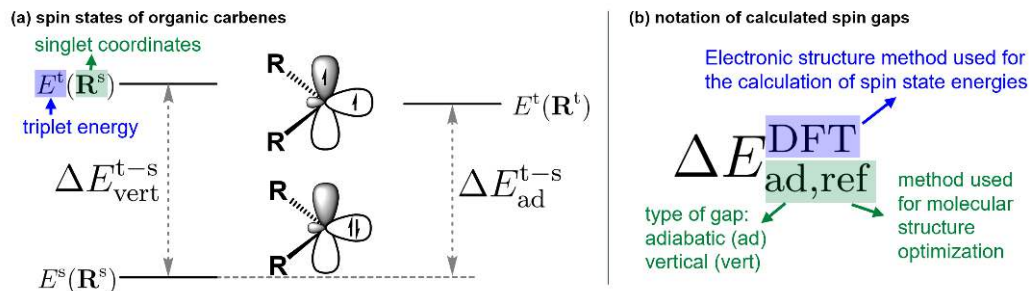 (a) spin states of organic carbenes
singlet coordinates
E^t(R^s)
triplet energy
ΔE^{t−s}_{vert}
E^s(R^s)
R
R
R
R
E^t(R^t)
ΔE^{t−s}_{ad}
(b) notation of calculated spin gaps
Electronic structure method used for
the calculation of spin state energies
ΔE^{DFT}_{ad,ref}
type of gap:
adiabatic (ad)
vertical (vert)
method used
for molecular
structure
optimization